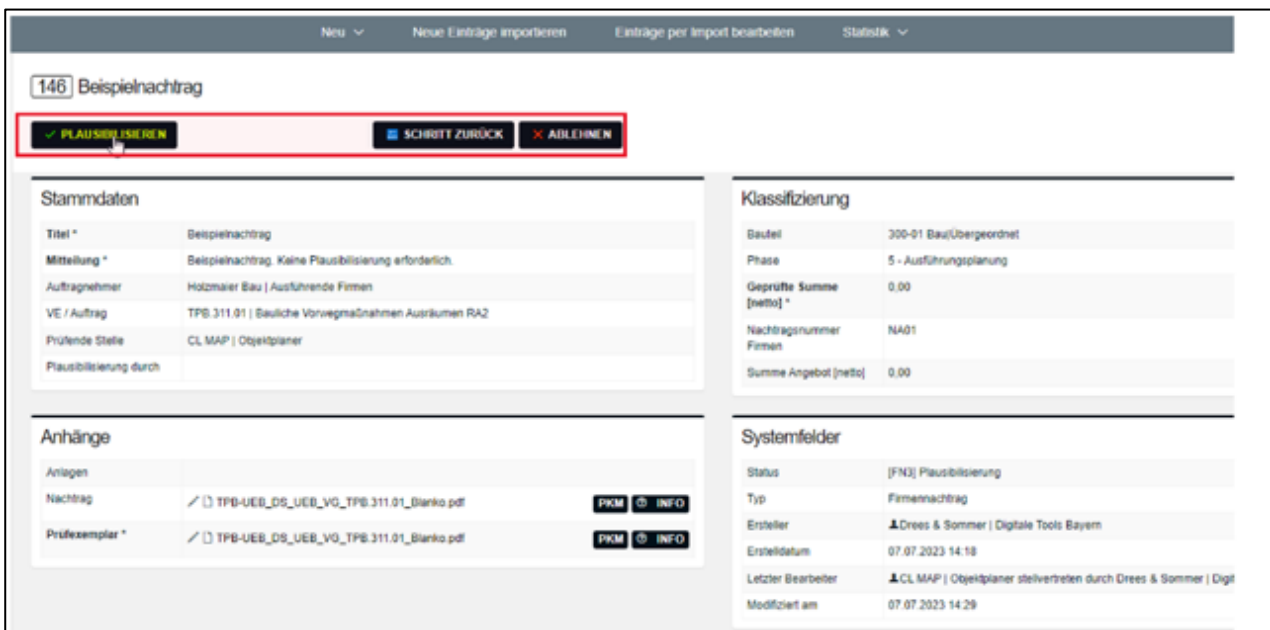 Neu Neue Einträge importieren Einträge per Import bearbeiten Statistik
146 Beispielnachtrag
PLAUSIBILISIEREN SCHRITT ZURÜCK ABLEHNEN
Stammdaten
Titel * Beispielnachtrag
Mitteilung * Beispielnachtrag. Keine Plausibilisierung erforderlich.
Auftragnehmer Holzmaier Bau | Ausführende Firmen
VE / Auftrag TPB.311.01 | Bauliche Vorwegmaßnahmen Ausräumen RA2
Prüfende Stelle CL MAP | Objektplaner
Plausibilisierung durch
Klassifizierung
Bauteil 300-01 Bau|Übergeordnet
Phase 5 - Ausführungsplanung
Geprüfte Summe 0,00
[netto] *
Nachtragsnummer NA01
Firmen
Summe Angebot [netto] 0,00
Anhänge
Anlagen
Nachtrag TPB-UEB_DS_UEB_VG_TPB.311.01_Blanko.pdf PKM INFO
Prüfexemplar * TPB-UEB_DS_UEB_VG_TPB.311.01_Blanko.pdf PKM INFO
Systemfelder
Status [FN3] Plausibilisierung
Typ Firmennachtrag
Ersteller Drees & Sommer | Digitale Tools Bayern
Erstelldatum 07.07.2023 14:18
Letzter Bearbeiter CL MAP | Objektplaner stellvertreten durch Drees & Sommer | Digit
Modifiziert am 07.07.2023 14:29